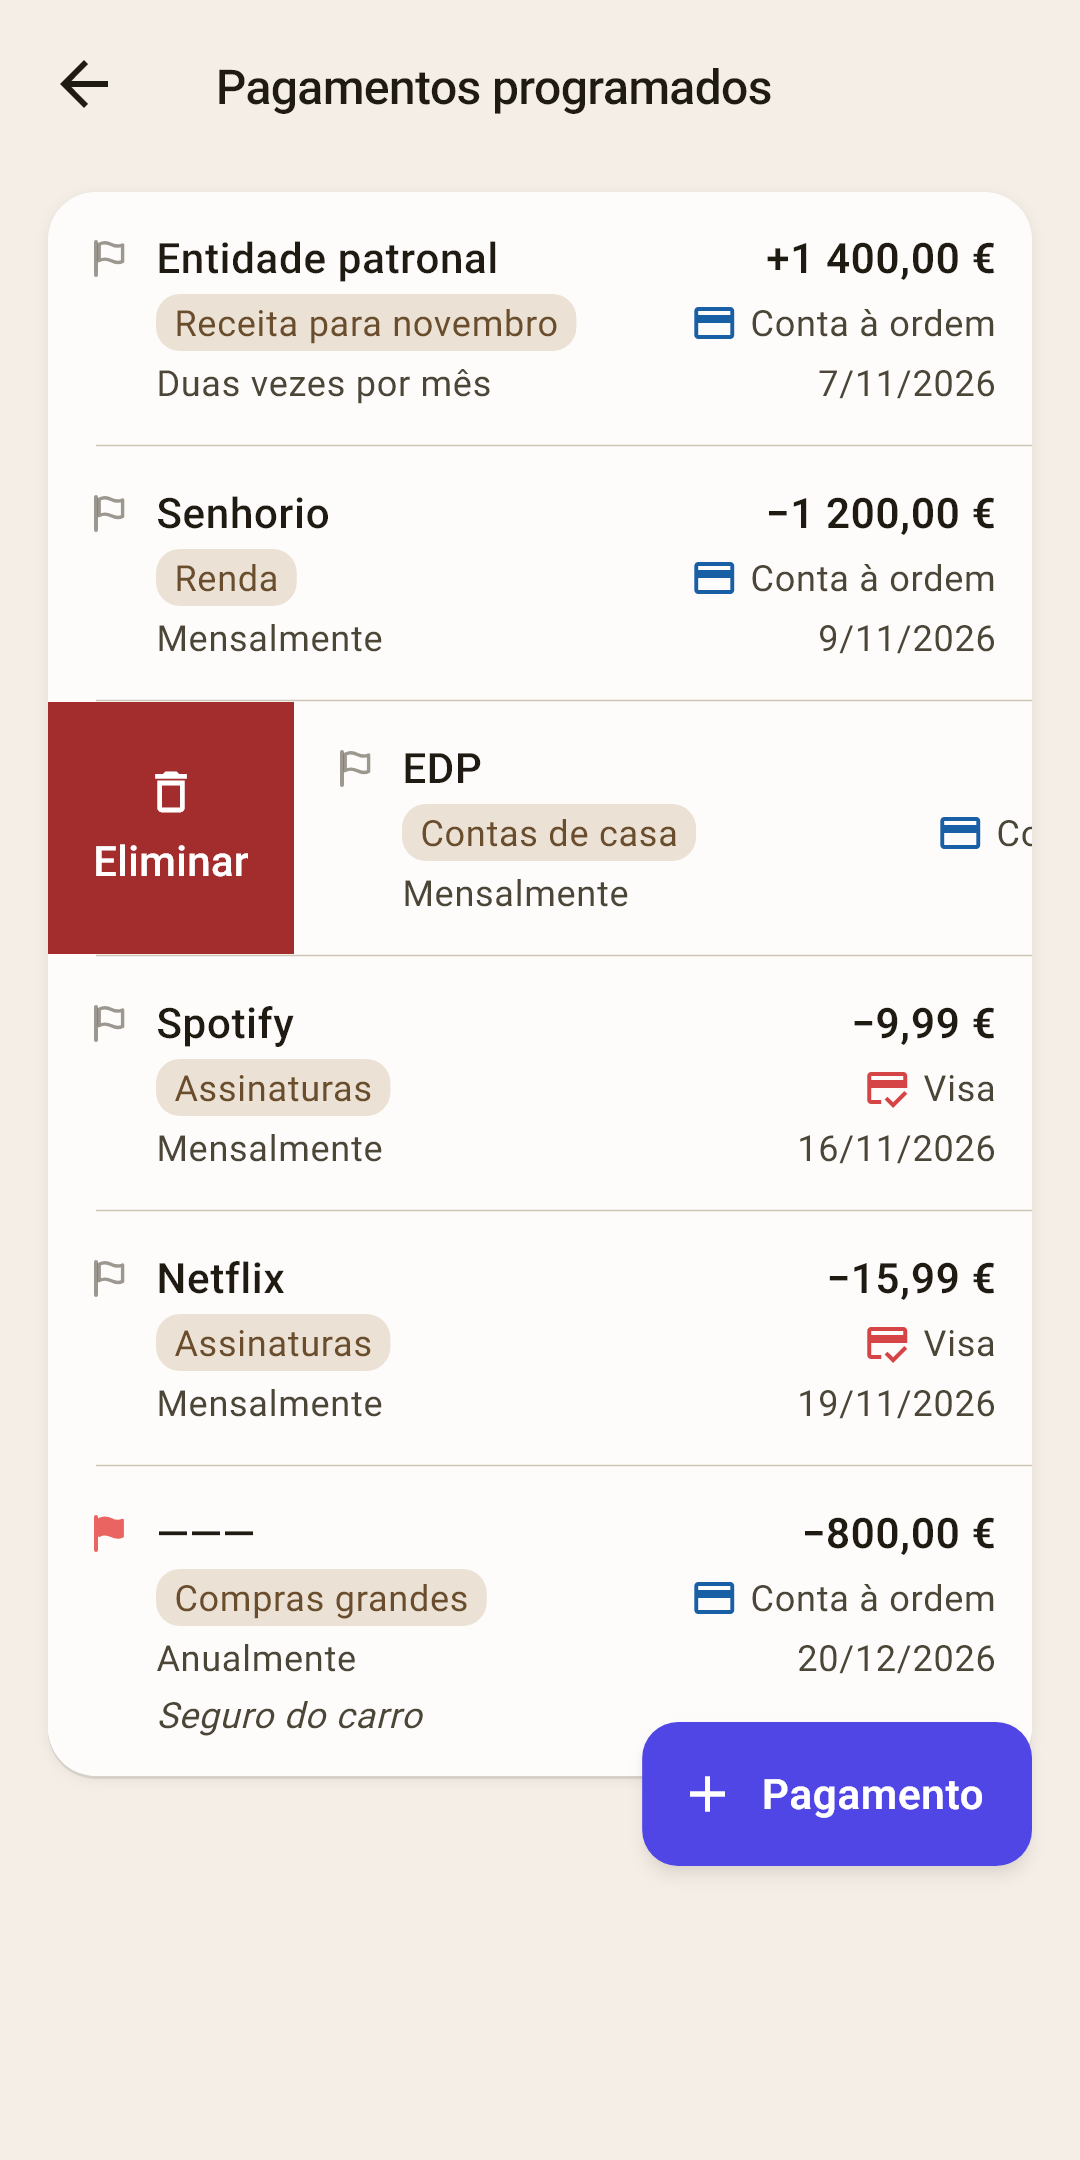 Pagamentos programados
Entidade patronal
+1 400,00 €
Receita para novembro
Conta à ordem
Duas vezes por mês
7/11/2026
Senhorio
−1 200,00 €
Renda
Conta à ordem
Mensalmente
9/11/2026
Eliminar
EDP
Contas de casa
Mensalmente
Spotify
−9,99 €
Assinaturas
Visa
Mensalmente
16/11/2026
Netflix
−15,99 €
Assinaturas
Visa
Mensalmente
19/11/2026
———
−800,00 €
Compras grandes
Conta à ordem
Anualmente
20/12/2026
Seguro do carro
Pagamento